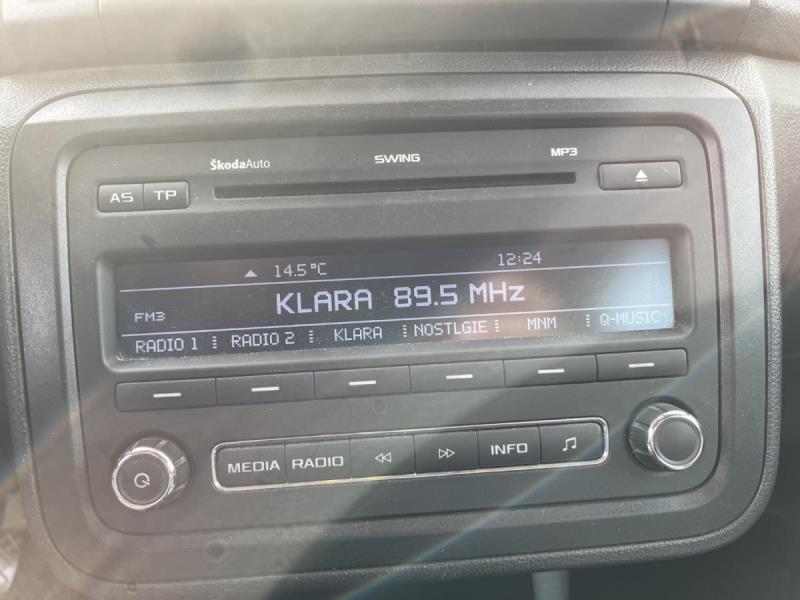 ŠkodaAuto SWING MP3
AS TP
14.5°C 12:24
KLARA 89.5 MHz
FM3
RADIO 1 RADIO 2 KLARA NOSTLGIE MNM Q-MUSIC
MEDIA RADIO INFO